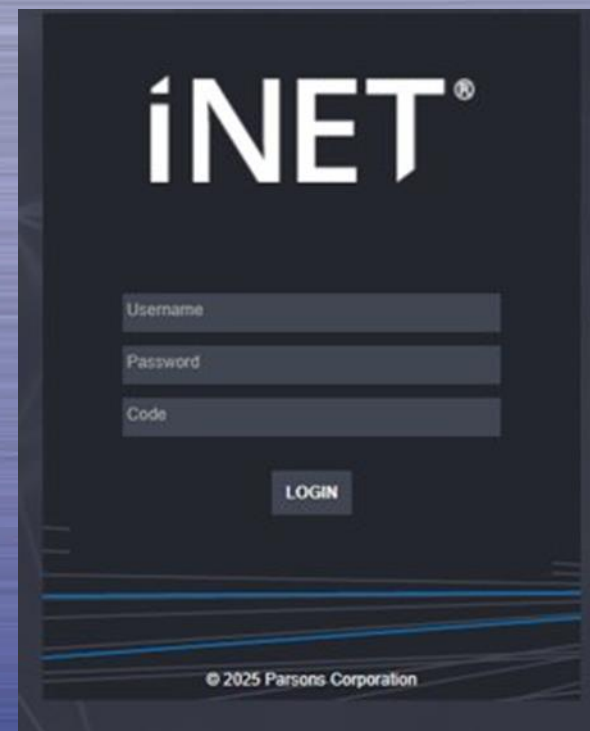 iNET®
Username
Password
Code
LOGIN
© 2025 Parsons Corporation